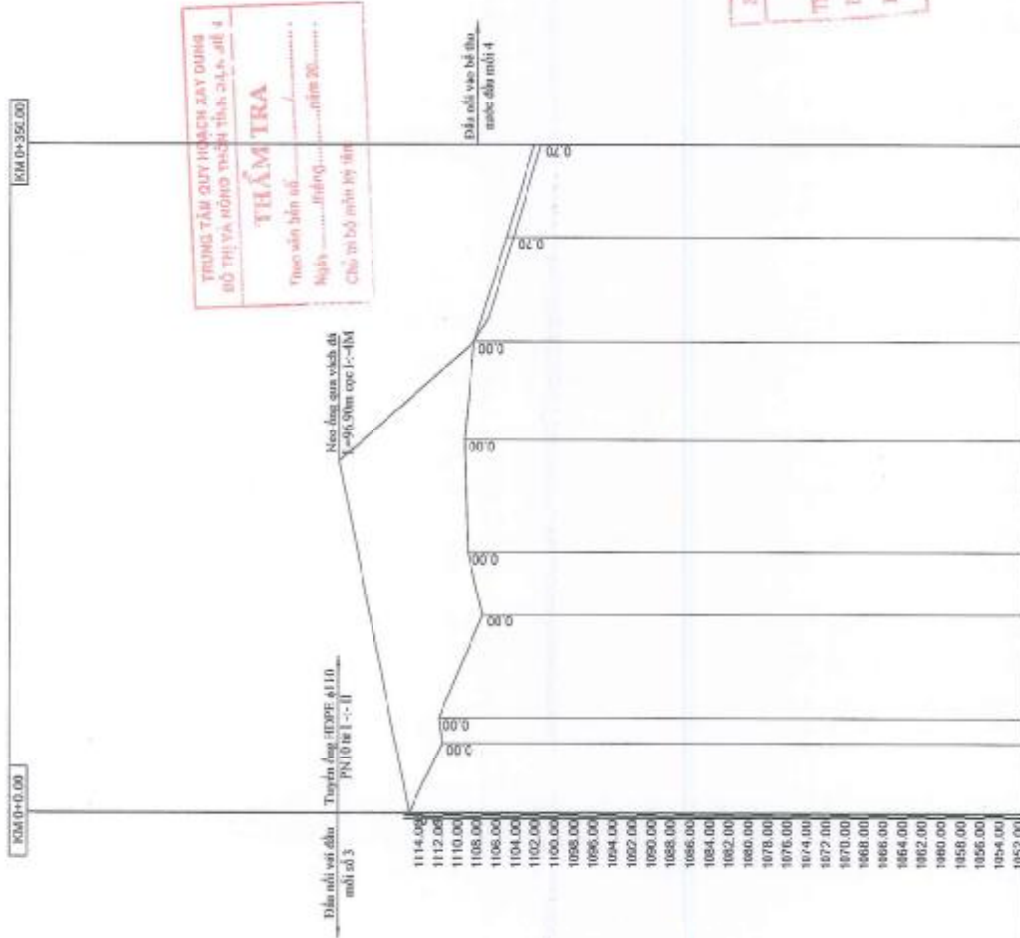 KM 0+0.00
KM 0+350.00
TRUNG TÂM QUY HOẠCH XÂY DỰNG
ĐÔ THỊ VÀ NÔNG THÔN TỈNH
THẨM TRA
Theo văn bản số............/............
Ngày............tháng............năm 20............
Chủ trì bộ môn ký tên
Đấu nối với đầu
mối số 3
Tuyến ống HDPE ϕ110
PN10 từ I -:- II
Neo ống qua vách đá
L=96.90m cọc I-:-4M
Đấu nối vào bể thu
nước đầu mối 4
0.00
0.00
0.00
0.00
0.00
0.00
0.70
0.70
1114.00
1112.00
1110.00
1108.00
1106.00
1104.00
1102.00
1100.00
1098.00
1096.00
1094.00
1092.00
1090.00
1088.00
1086.00
1084.00
1082.00
1080.00
1078.00
1076.00
1074.00
1072.00
1070.00
1068.00
1066.00
1064.00
1062.00
1060.00
1058.00
1056.00
1054.00
1052.00